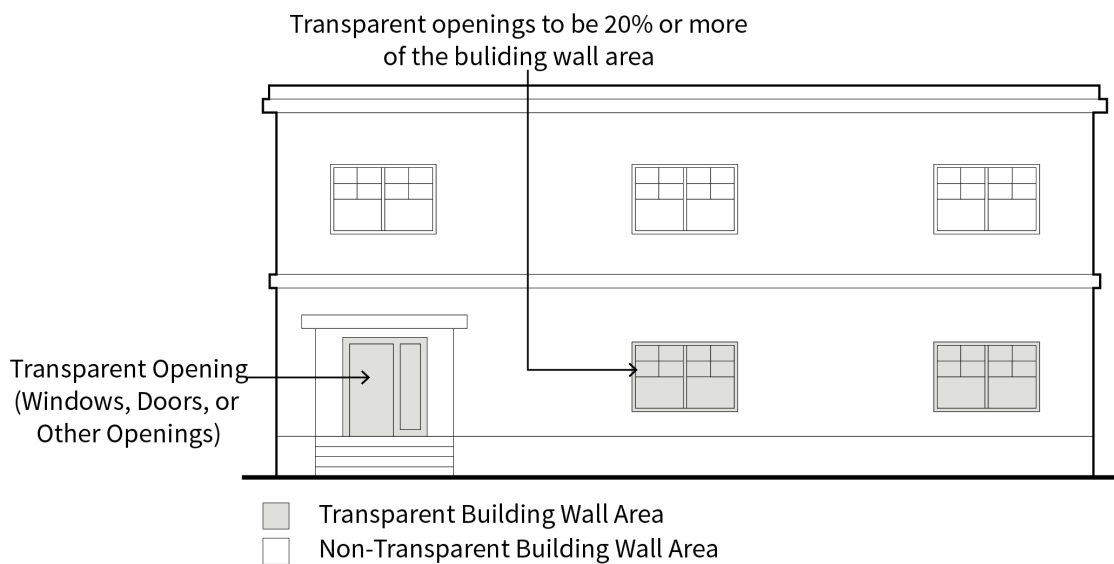 Transparent openings to be 20% or more
of the buliding wall area
Transparent Opening
(Windows, Doors, or
Other Openings)
Transparent Building Wall Area
Non-Transparent Building Wall Area